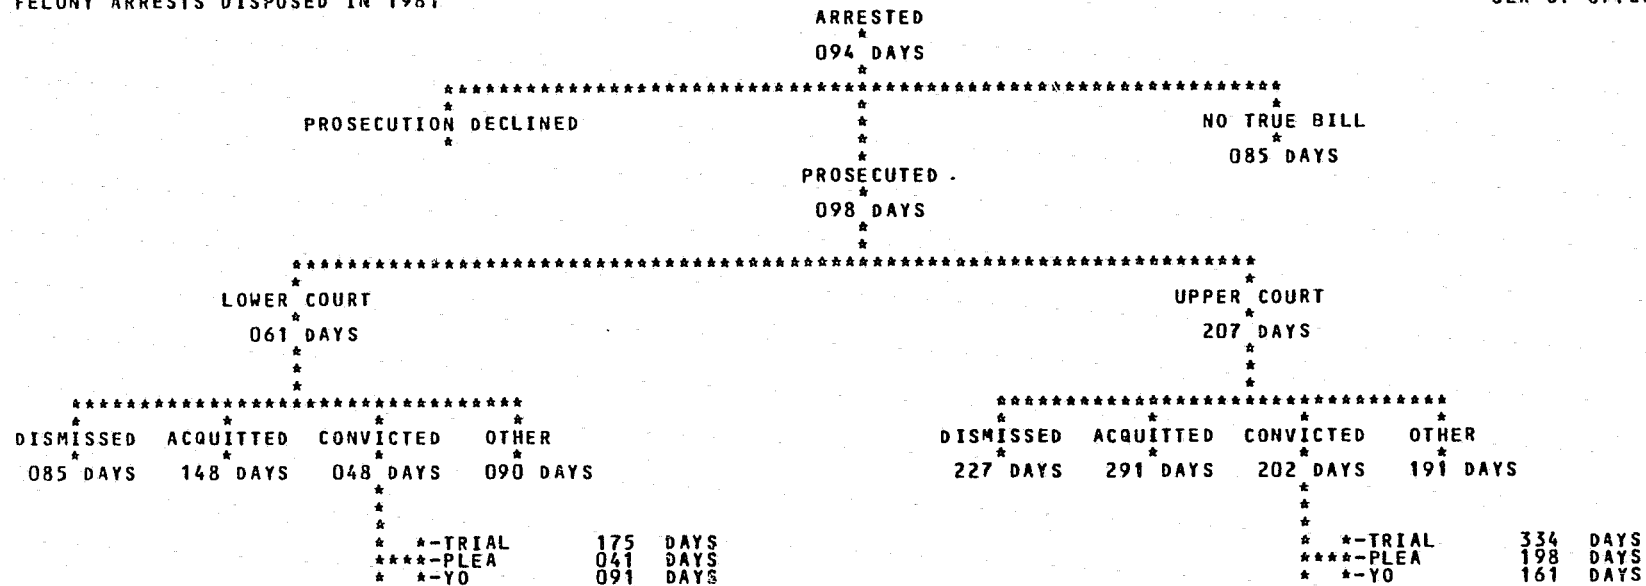 FELONY ARRESTS DISPOSED IN 1981
ARRESTED
094 DAYS
PROSECUTION DECLINED
NO TRUE BILL
085 DAYS
PROSECUTED
098 DAYS
LOWER COURT
UPPER COURT
061 DAYS
207 DAYS
DISMISSED ACQUITTED CONVICTED OTHER
085 DAYS 148 DAYS 048 DAYS 090 DAYS
*-TRIAL 175 DAYS
****-PLEA 041 DAYS
*-YO 091 DAYS
DISMISSED ACQUITTED CONVICTED OTHER
227 DAYS 291 DAYS 202 DAYS 191 DAYS
*-TRIAL 334 DAYS
****-PLEA 198 DAYS
*-YO 161 DAYS